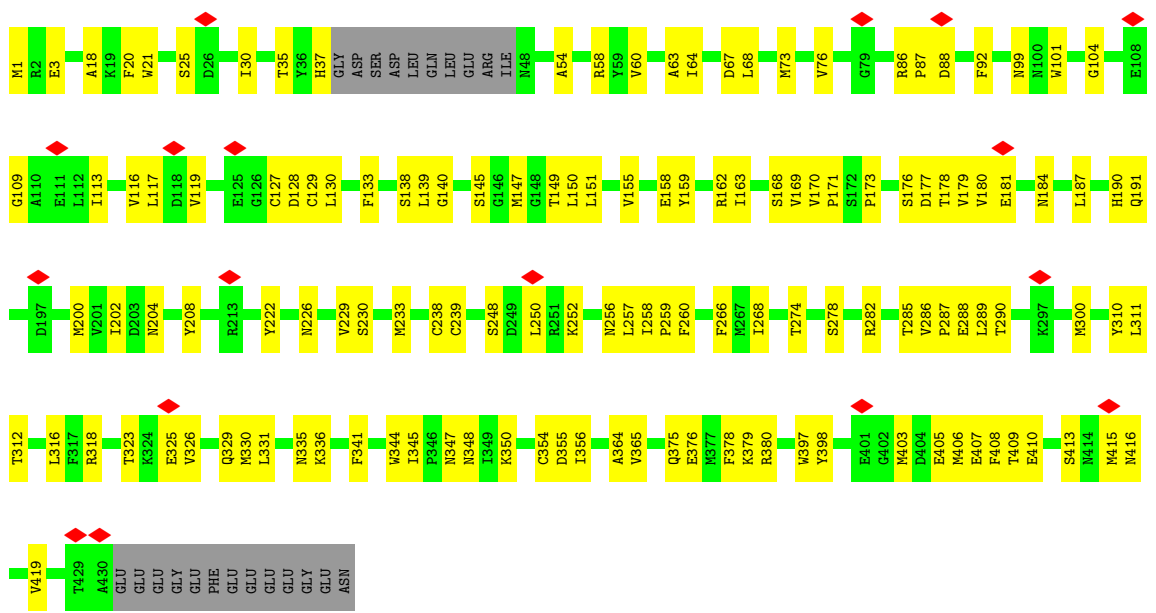 M1 R2 E3 A18 K19 F20 W21 S25 D26 I30 T35 Y36 H37 GLY ASP SER ASP LEU GLN LEU GLU ARG ILE N48 A54 R58 Y59 V60 A63 I64 D67 L68 M73 V76 G79 R86 P87 D88 F92 N99 N100 W101 G104 E108
G109 A110 E111 L112 I113 V116 L117 D118 V119 E125 G126 C127 D128 C129 L130 F133 S138 L139 G140 S145 G146 M147 G148 T149 L150 L151 V155 E158 Y159 R162 I163 S168 V169 V170 P171 S172 P173 S176 D177 T178 V179 V180 E181 N184 L187 H190 Q191
D197 M200 V201 I202 D203 N204 Y208 R213 Y222 N226 V229 S230 M233 C238 C239 S248 D249 L250 R251 K252 N256 L257 I258 P259 F260 F266 M267 I268 T274 S278 R282 T285 V286 P287 E288 L289 T290 K297 M300 Y310 L311
T312 L316 F317 R318 T323 K324 E325 V326 Q329 M330 L331 N335 K336 F341 W344 I345 P346 N347 N348 I349 K350 C354 D355 I356 A364 V365 Q375 E376 M377 F378 K379 R380 W397 Y398 E401 G402 M403 D404 E405 M406 E407 F408 T409 E410 S413 N414 M415 N416
V419 T429 A430 GLU GLU GLU GLY GLU PHE GLU GLU GLU GLU GLY GLU ASN